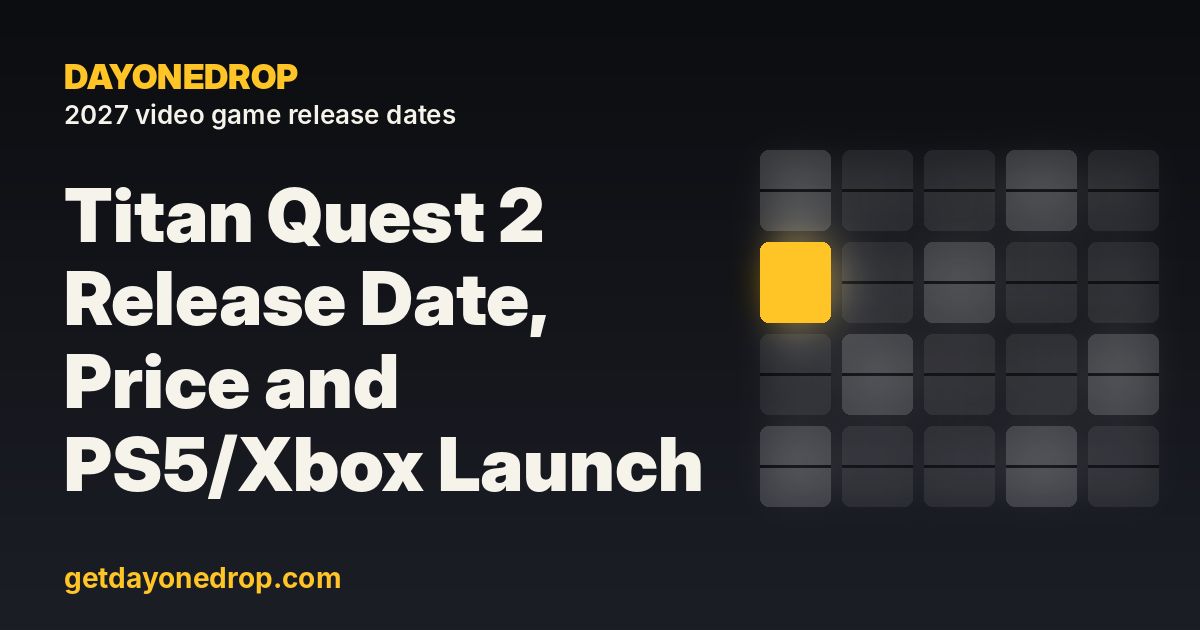 DAYONEDROP
2027 video game release dates
Titan Quest 2
Release Date,
Price and
PS5/Xbox Launch
getdayonedrop.com